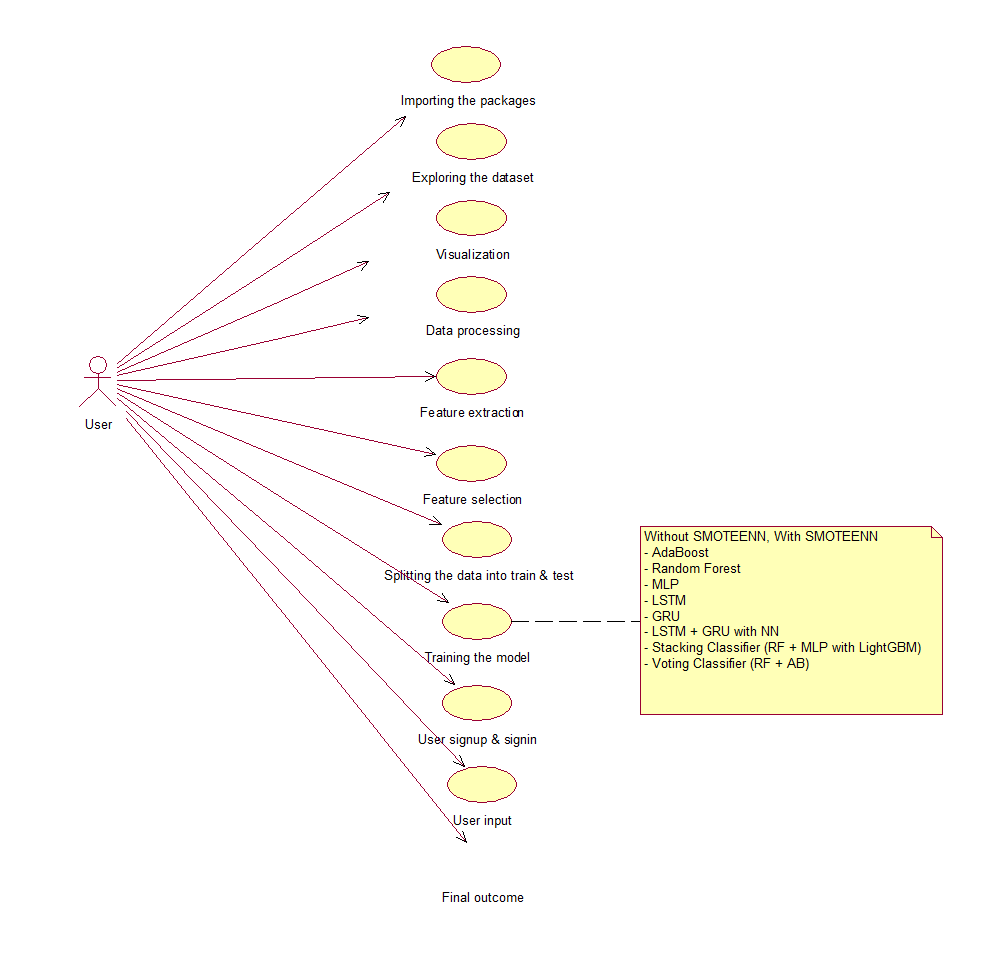 Importing the packages
Exploring the dataset
Visualization
Data processing
Feature extraction
User
Feature selection
Splitting the data into train & test
Training the model
User signup & signin
User input
Final outcome
Without SMOTEENN, With SMOTEENN
- AdaBoost
- Random Forest
- MLP
- LSTM
- GRU
- LSTM + GRU with NN
- Stacking Classifier (RF + MLP with LightGBM)
- Voting Classifier (RF + AB)